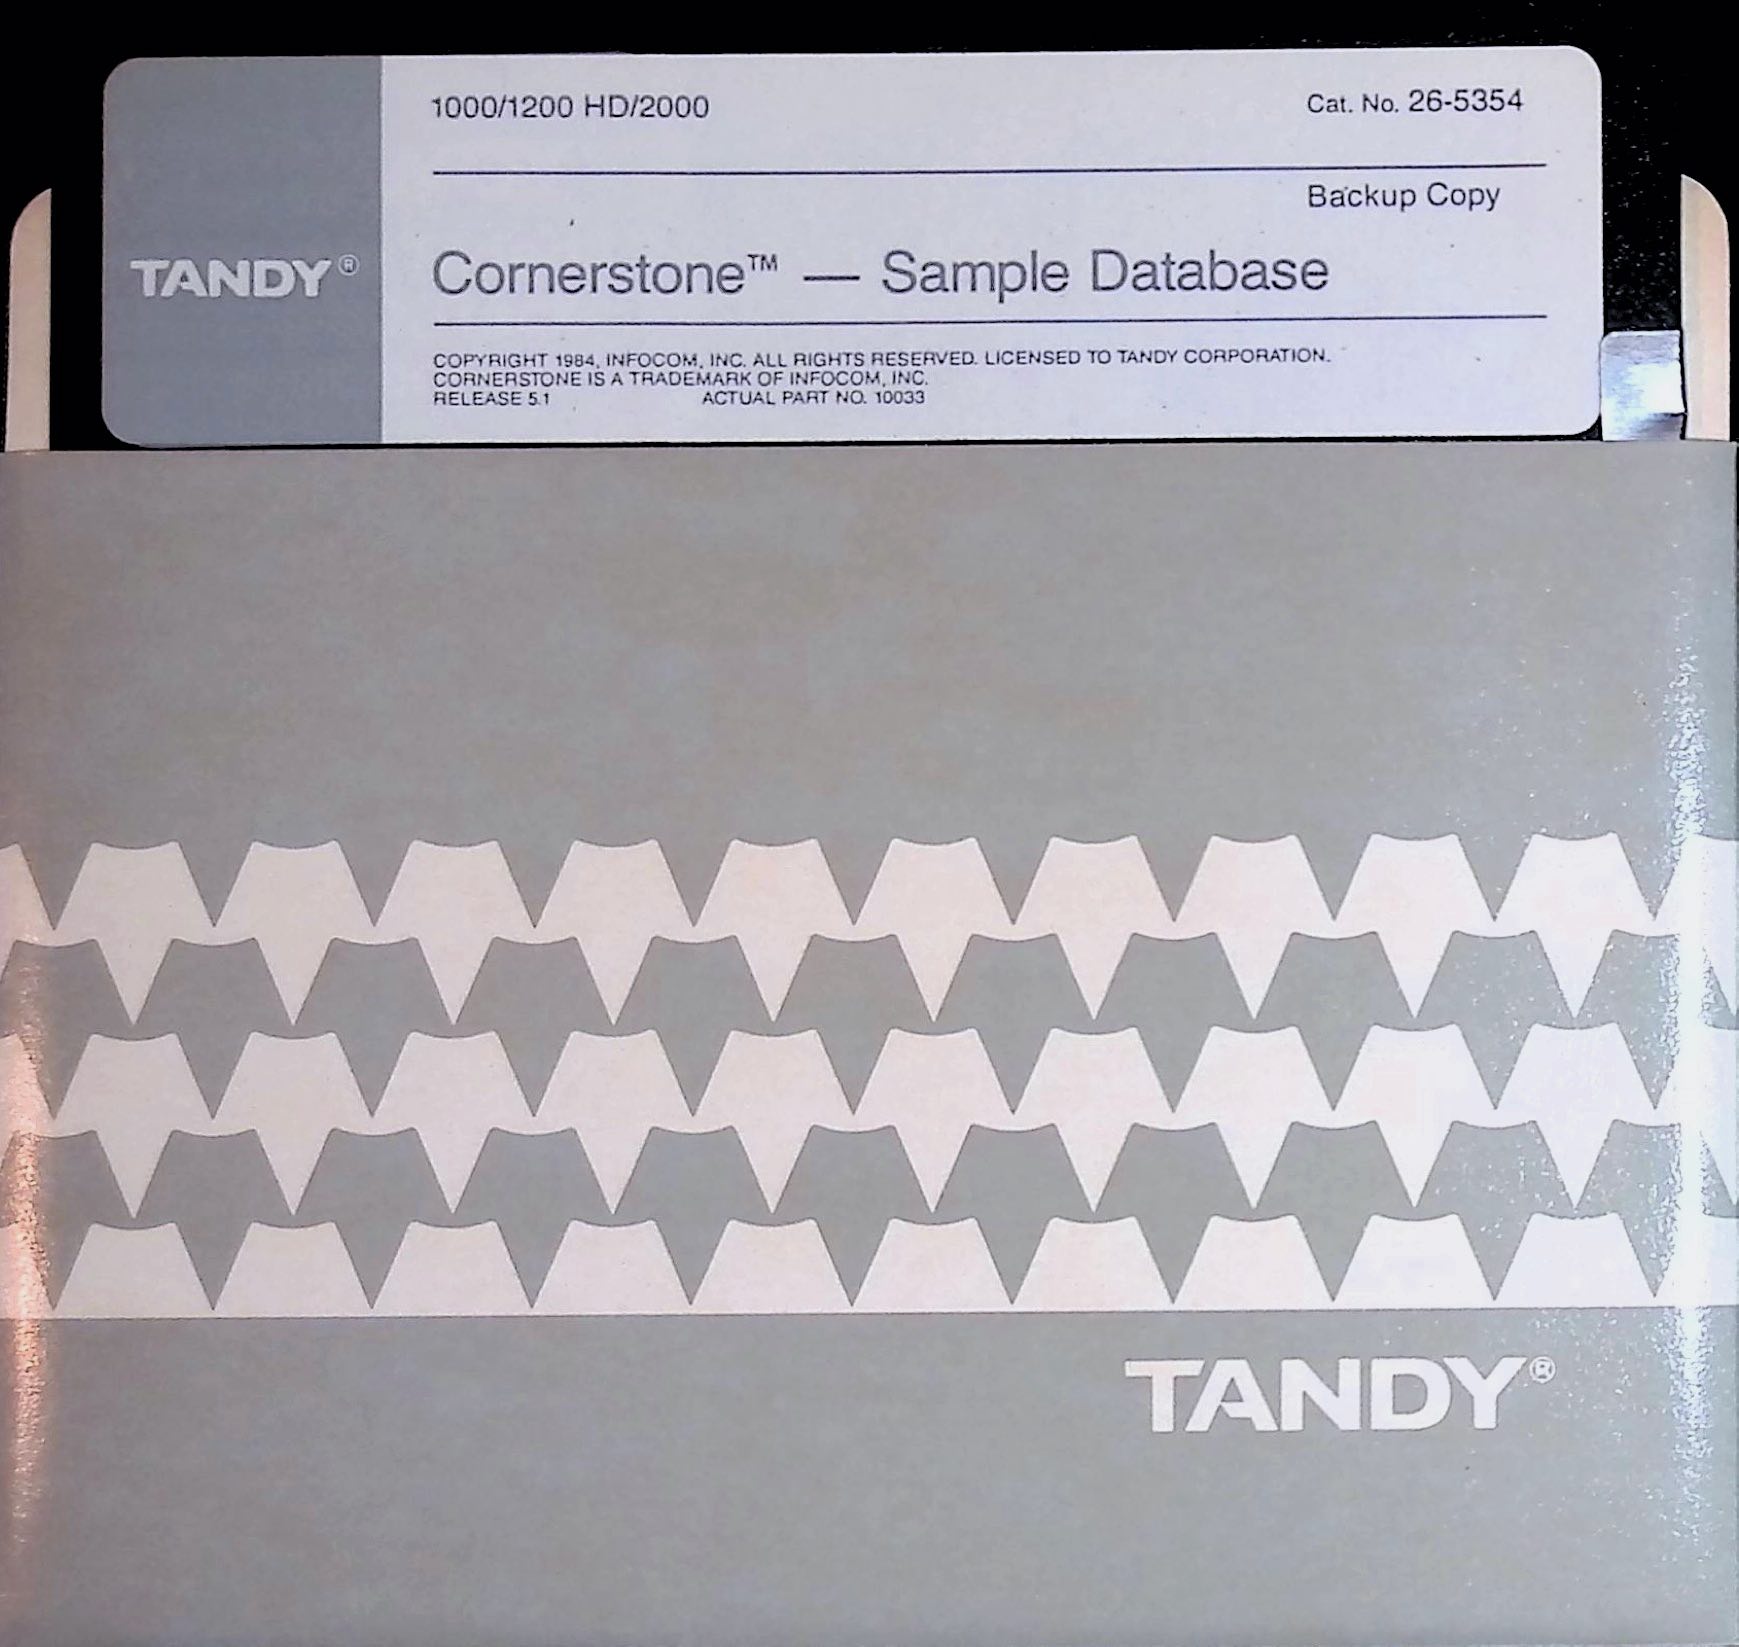 1000/1200 HD/2000 Cat. No. 26-5354
Backup Copy
TANDY® Cornerstone™ — Sample Database
COPYRIGHT 1984, INFOCOM, INC. ALL RIGHTS RESERVED. LICENSED TO TANDY CORPORATION.
CORNERSTONE IS A TRADEMARK OF INFOCOM, INC.
RELEASE 5.1 ACTUAL PART NO. 10033
TANDY®